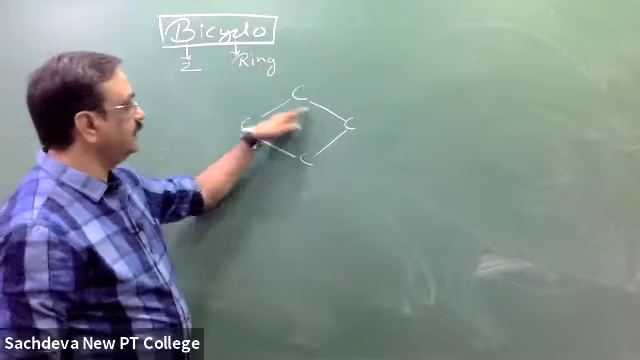 Bicyclo
2 Ring
C
C C
C
Sachdeva New PT College